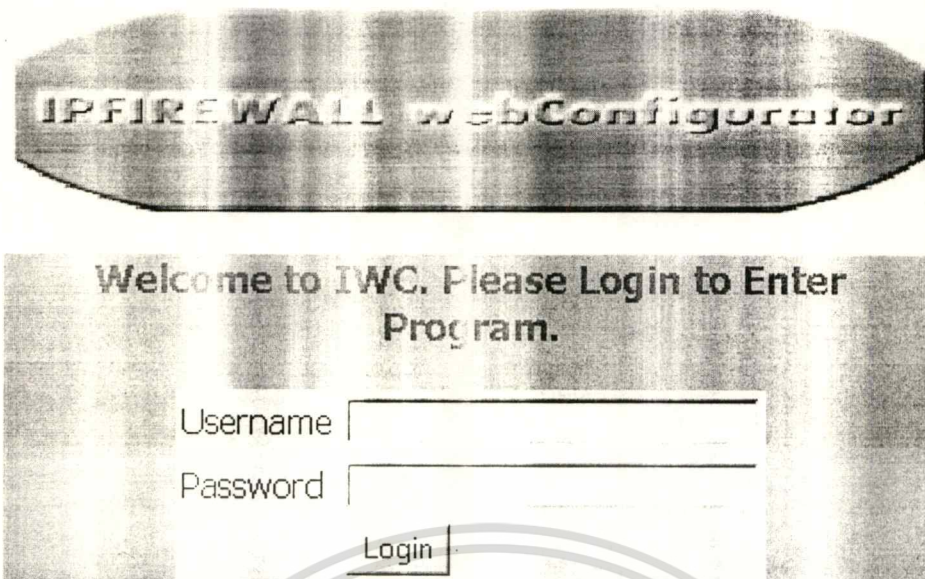 IPFIREWALL webConfigurator
Welcome to IWC. Please Login to Enter
Program.
Username
Password
Login